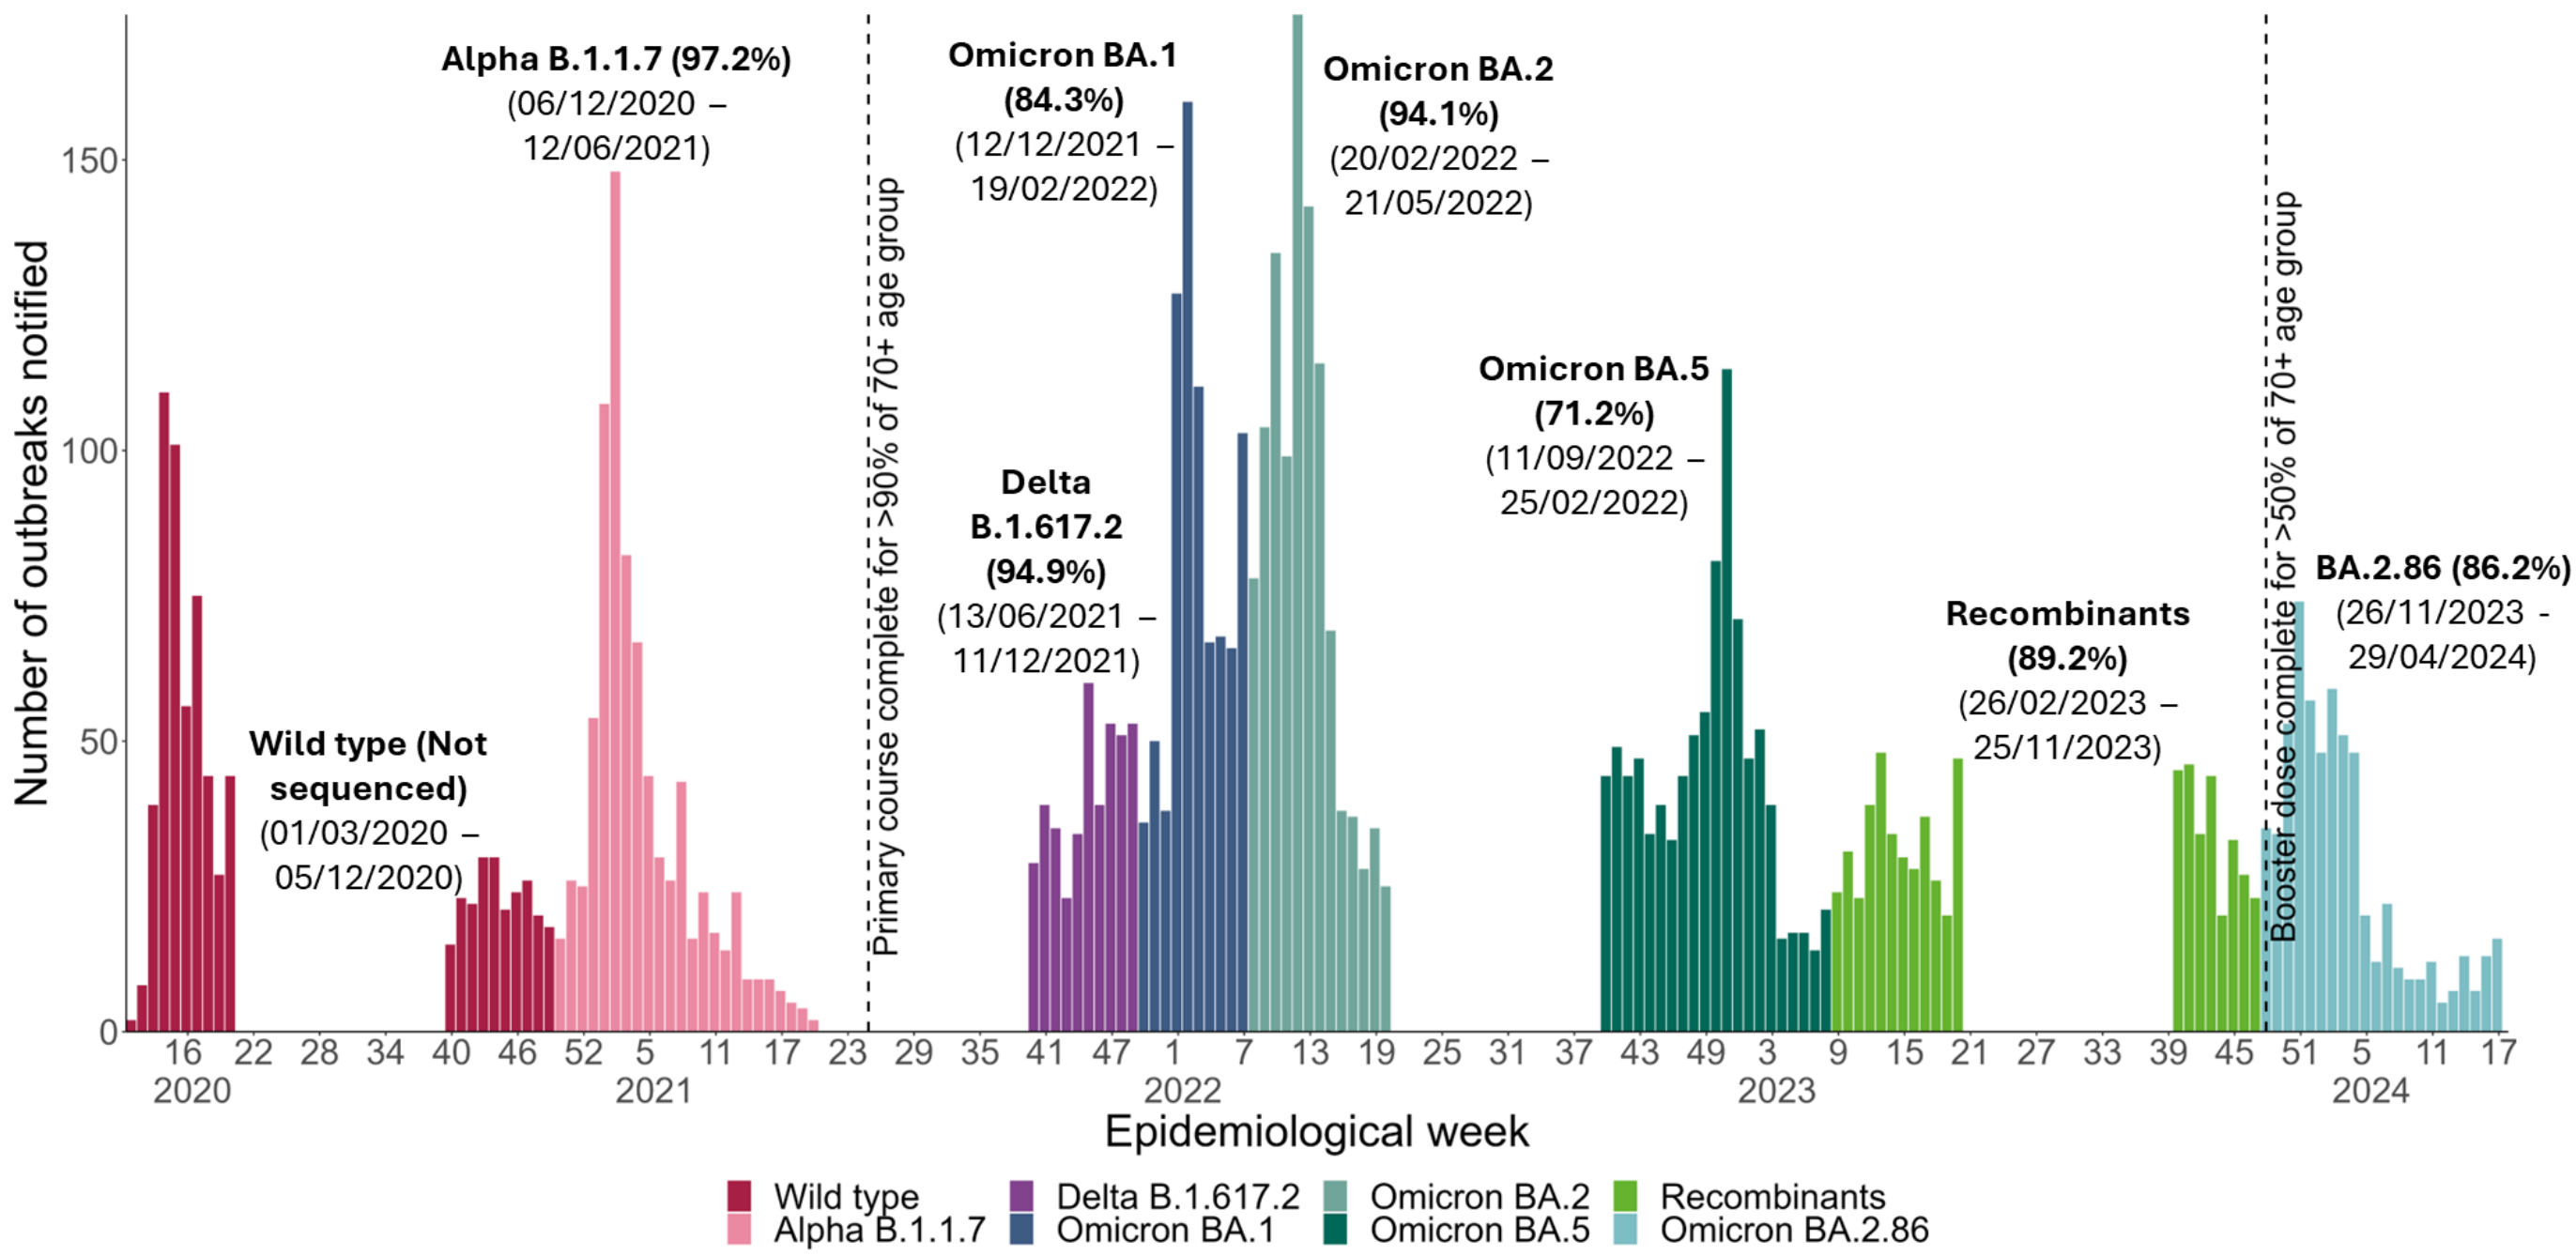 Number of outbreaks notified
150
100
50
0
Alpha B.1.1.7 (97.2%)
(06/12/2020 –
12/06/2021)
Wild type (Not
sequenced)
(01/03/2020 –
05/12/2020)
Primary course complete for >90% of 70+ age group
Omicron BA.1
(84.3%)
(12/12/2021 –
19/02/2022)
Delta
B.1.617.2
(94.9%)
(13/06/2021 –
11/12/2021)
Omicron BA.2
(94.1%)
(20/02/2022 –
21/05/2022)
Omicron BA.5
(71.2%)
(11/09/2022 –
25/02/2022)
Recombinants
(89.2%)
(26/02/2023 –
25/11/2023)
Booster dose complete for >50% of 70+ age group
BA.2.86 (86.2%)
(26/11/2023 -
29/04/2024)
16 22 28 34 40 46 52 5 11 17 23 29 35 41 47 1 7 13 19 25 31 37 43 49 3 9 15 21 27 33 39 45 51 5 11 17
2020 2021 2022 2023 2024
Epidemiological week
Wild type Delta B.1.617.2 Omicron BA.2 Recombinants
Alpha B.1.1.7 Omicron BA.1 Omicron BA.5 Omicron BA.2.86